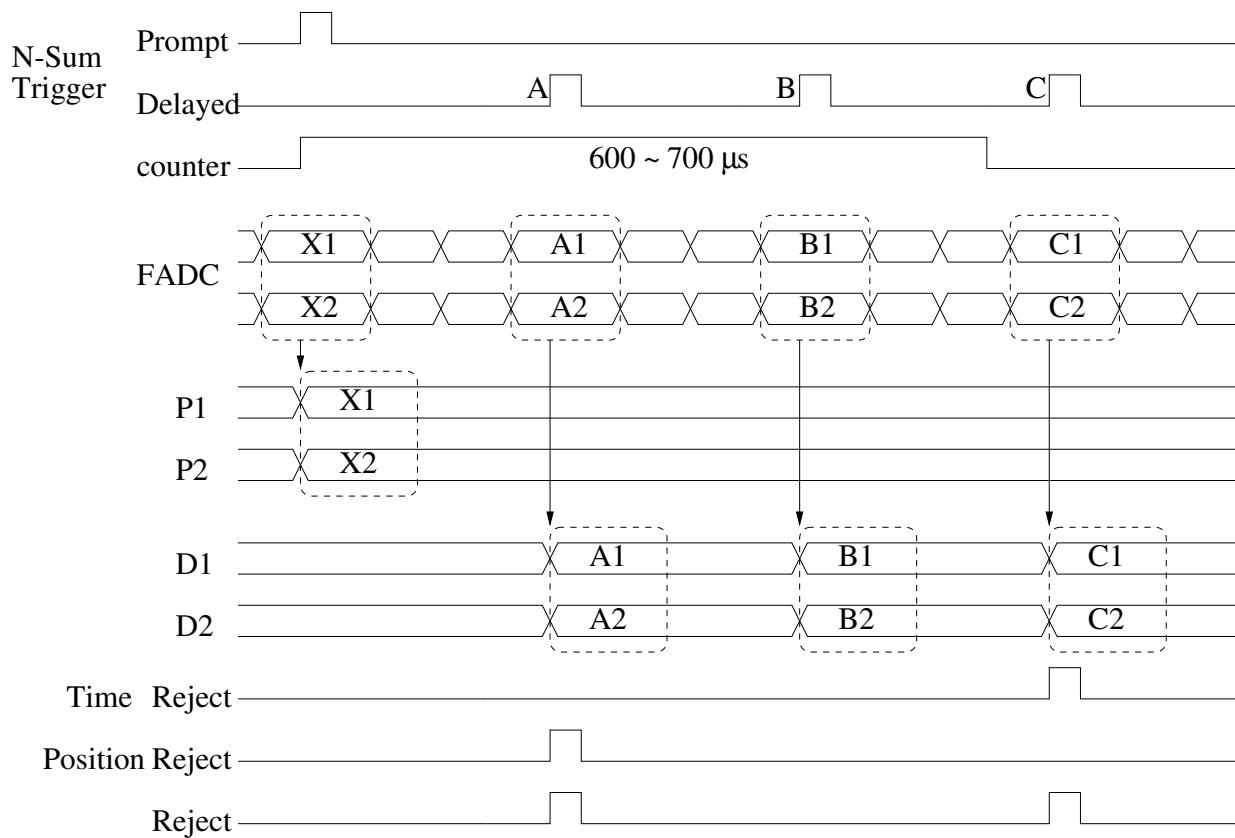 N-Sum
Trigger
Prompt
Delayed
A
B
C
counter
600 ~ 700 μs
FADC
X1
A1
B1
C1
X2
A2
B2
C2
P1
X1
P2
X2
D1
A1
B1
C1
D2
A2
B2
C2
Time Reject
Position Reject
Reject